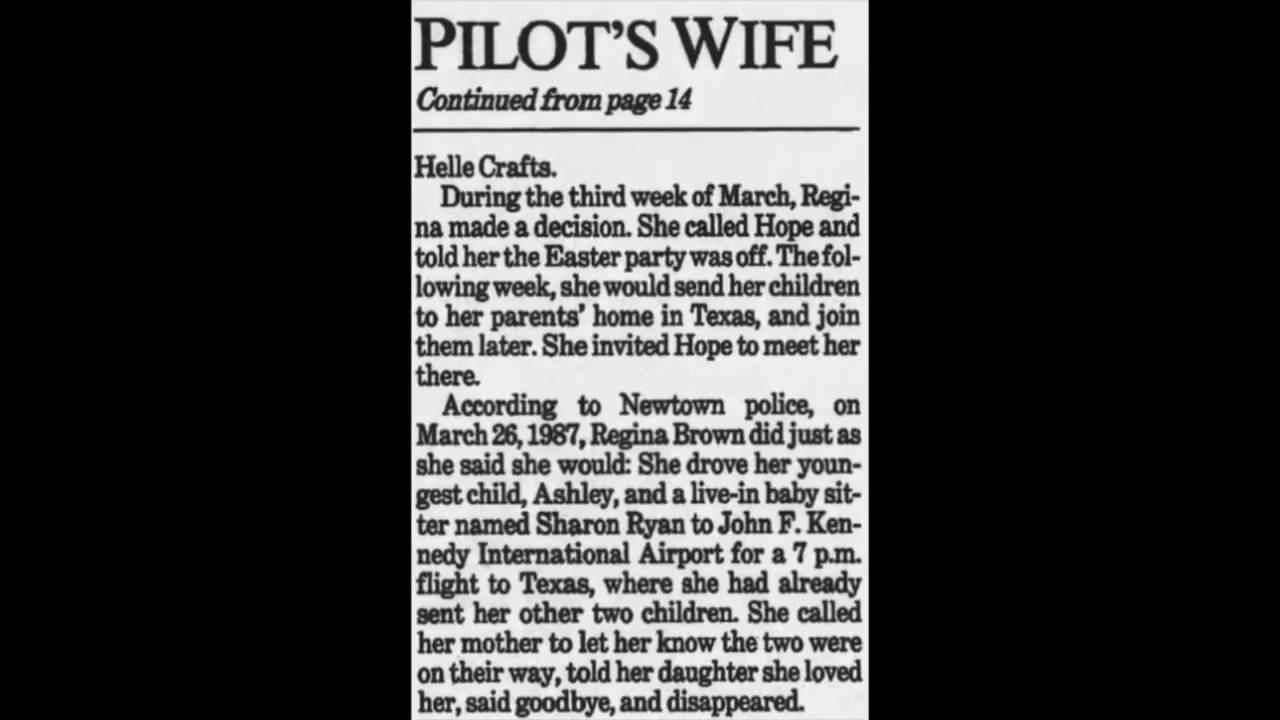 PILOT'S WIFE
Continued from page 14
Helle Crafts.
During the third week of March, Regi-
na made a decision. She called Hope and
told her the Easter party was off. The fol-
lowing week, she would send her children
to her parents' home in Texas, and join
them later. She invited Hope to meet her
there.
According to Newtown police, on
March 26, 1987, Regina Brown did just as
she said she would: She drove her youn-
gest child, Ashley, and a live-in baby sit-
ter named Sharon Ryan to John F. Ken-
nedy International Airport for a 7 p.m.
flight to Texas, where she had already
sent her other two children. She called
her mother to let her know the two were
on their way, told her daughter she loved
her, said goodbye, and disappeared.